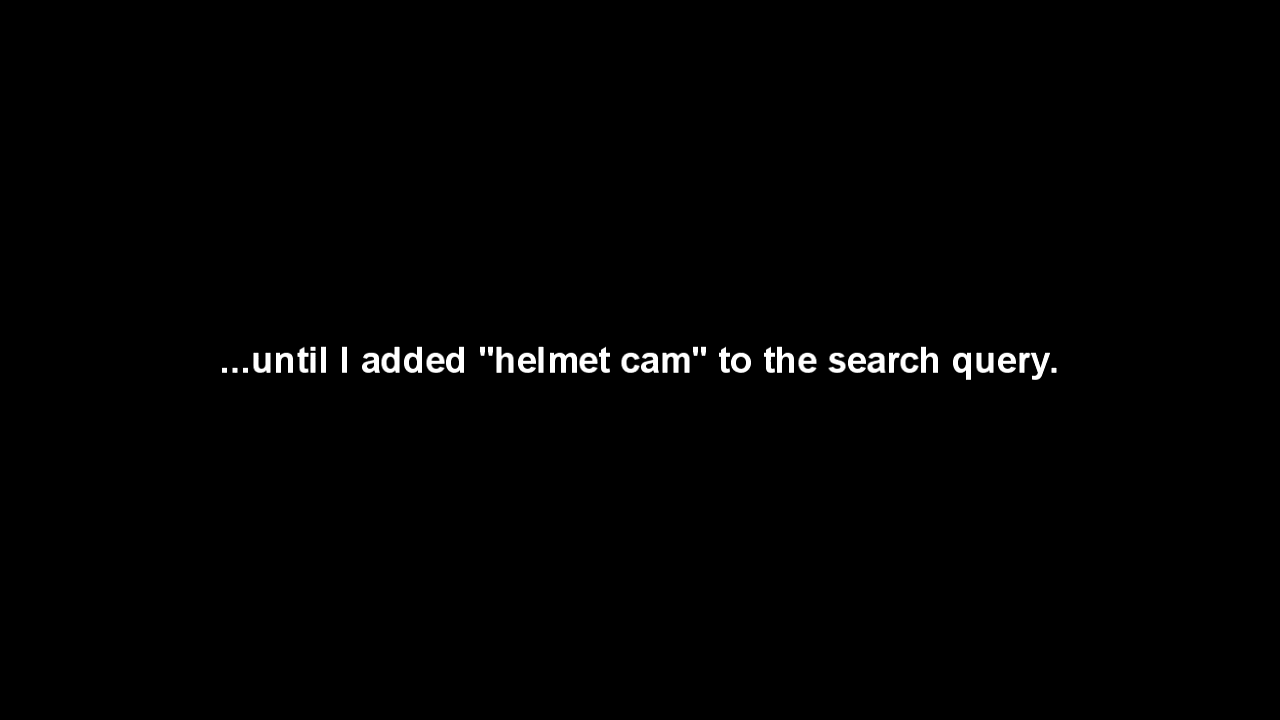 ...until I added "helmet cam" to the search query.